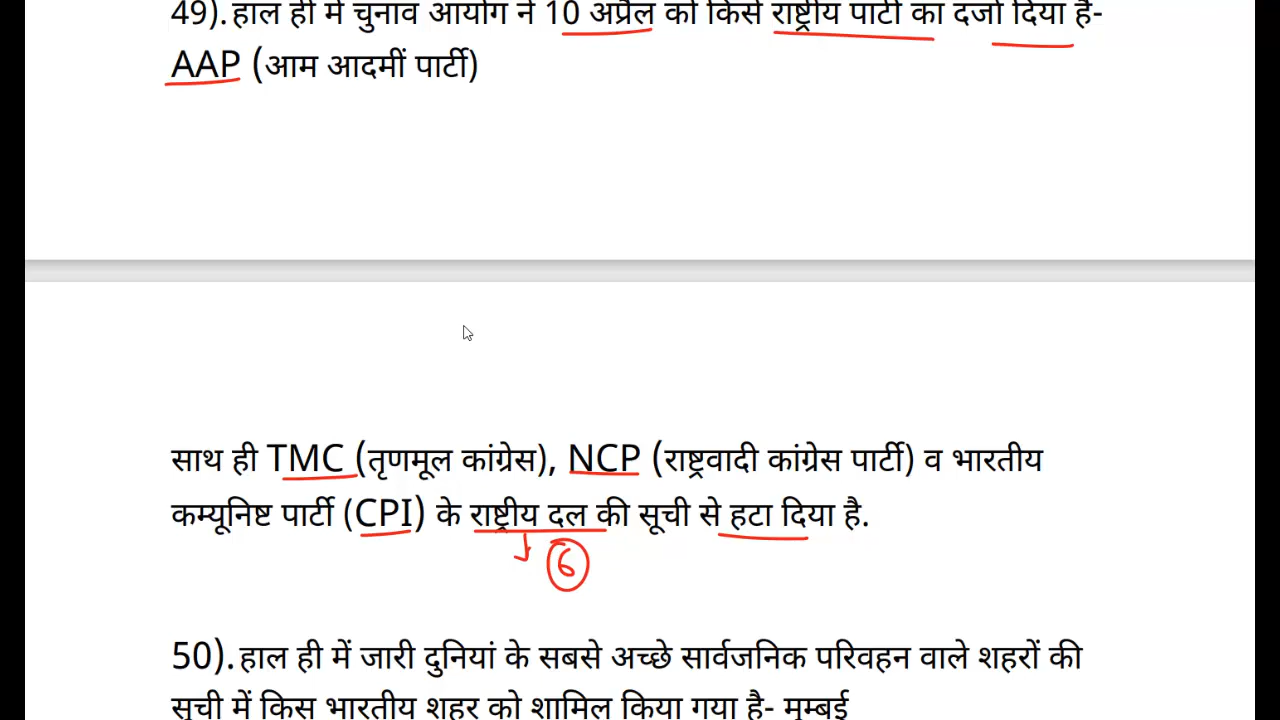 49). हाल ही में चुनाव आयोग ने 10 अप्रैल को किसे राष्ट्रीय पार्टी का दर्जा दिया है-
AAP (आम आदमीं पार्टी)
साथ ही TMC (तृणमूल कांग्रेस), NCP (राष्ट्रवादी कांग्रेस पार्टी) व भारतीय
कम्यूनिष्ट पार्टी (CPI) के राष्ट्रीय दल की सूची से हटा दिया है.
6
50). हाल ही में जारी दुनियां के सबसे अच्छे सार्वजनिक परिवहन वाले शहरों की
सूची में किस भारतीय शहर को शामिल किया गया है- मुम्बई